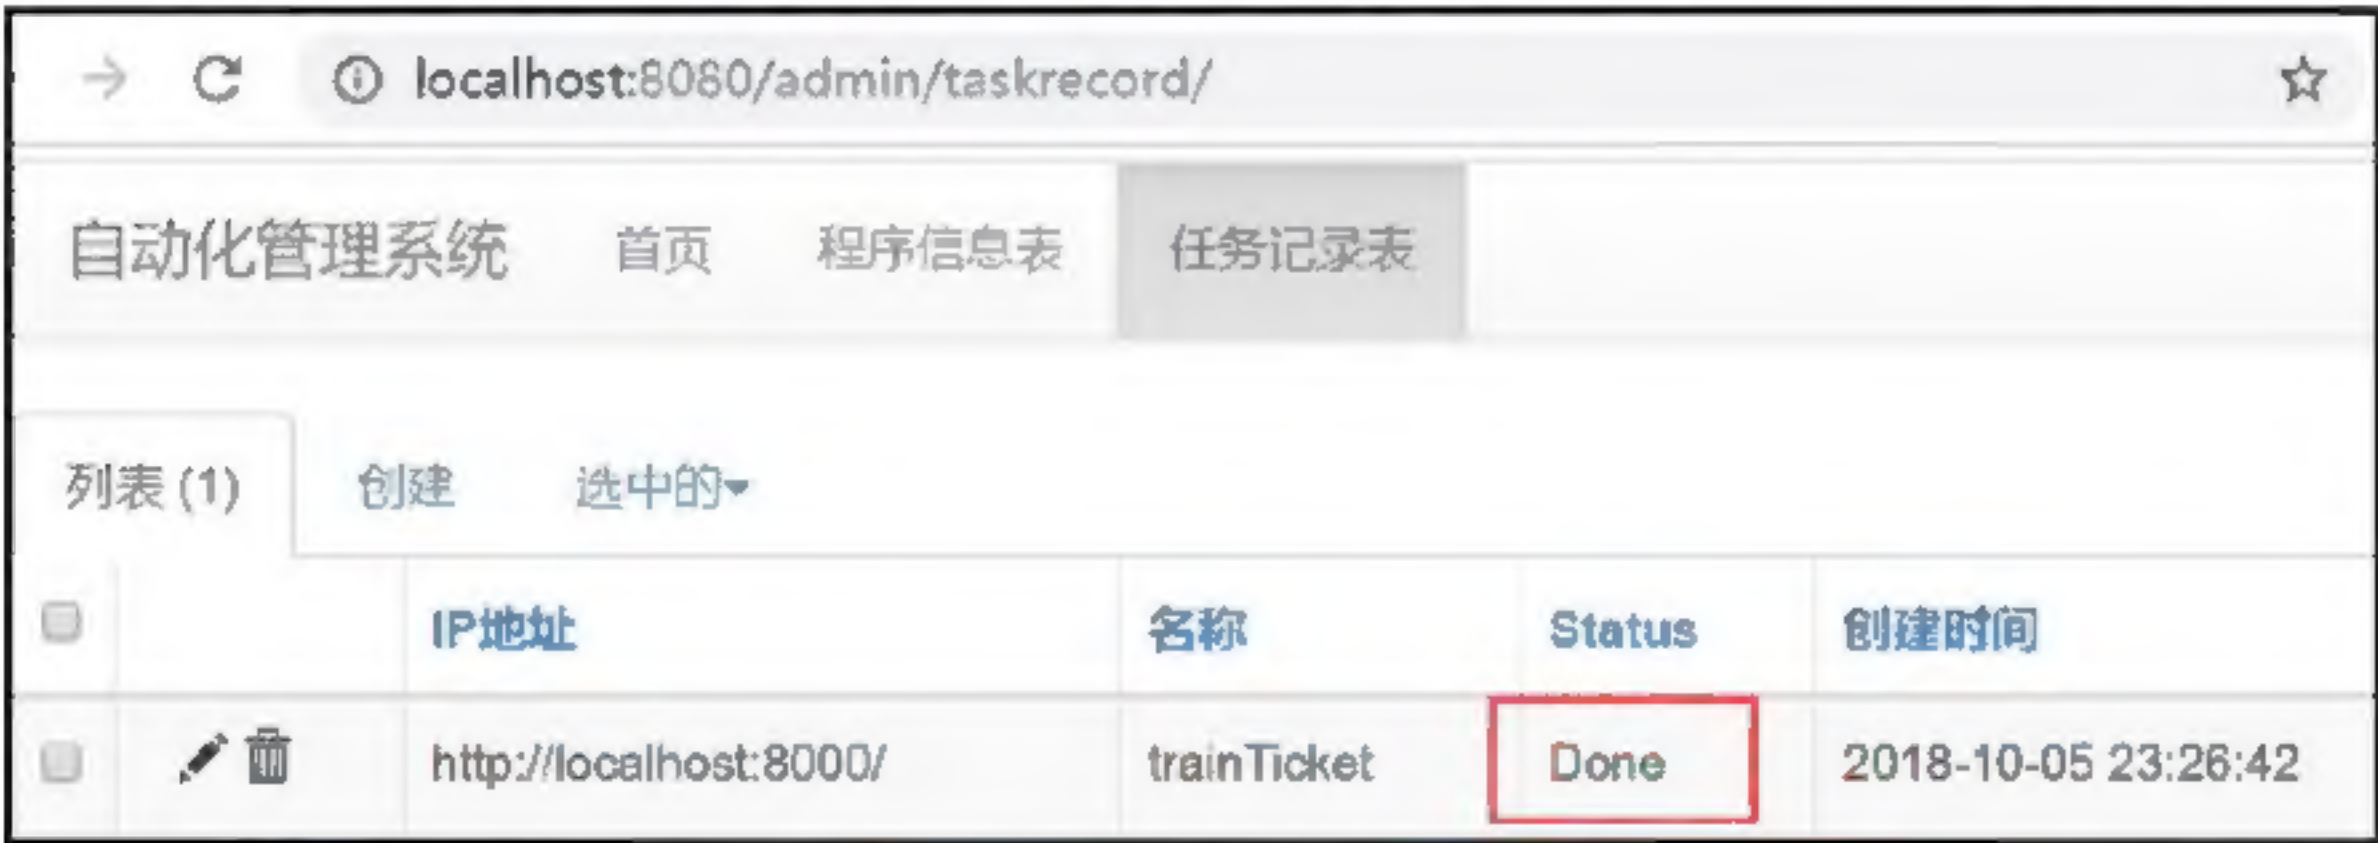 localhost:8080/admin/taskrecord/
自动化管理系统 首页 程序信息表 任务记录表
列表 (1) 创建 选中的
IP地址 名称 Status 创建时间
http://localhost:8000/ trainTicket Done 2018-10-05 23:26:42